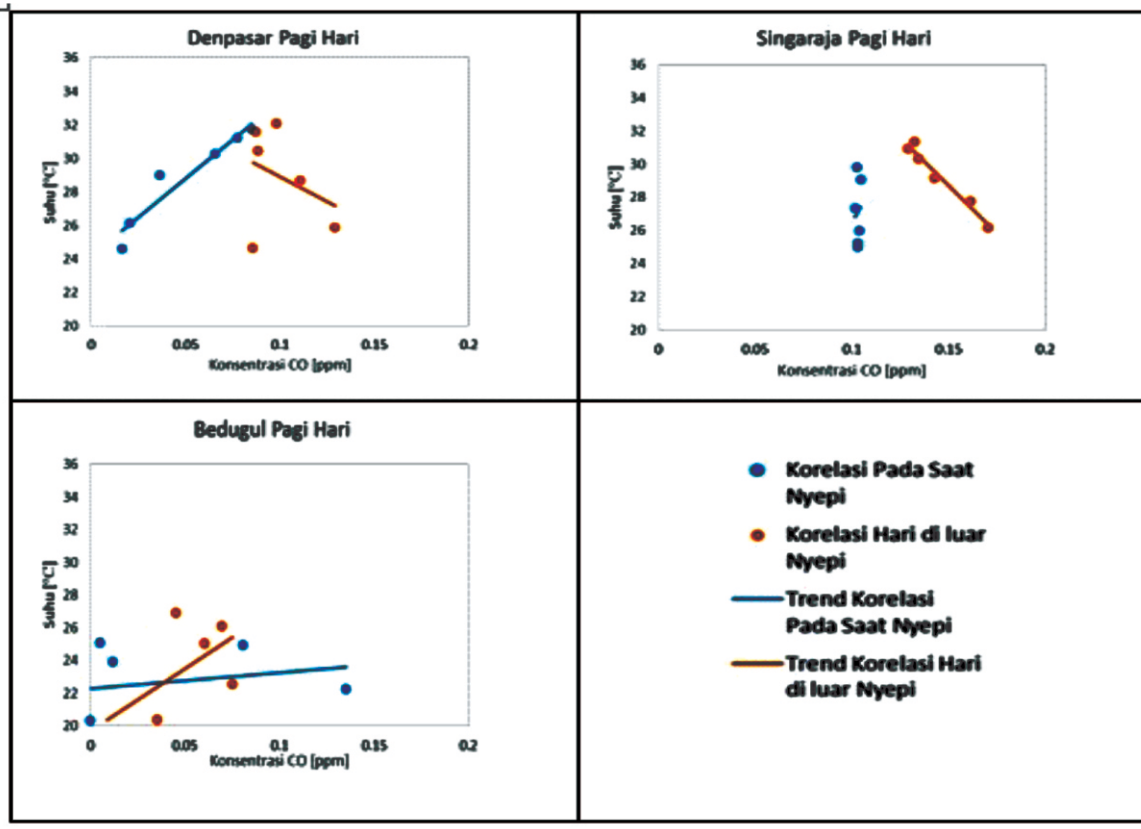 Denpasar Pagi Hari
36
34
32
30
28
26
24
22
20
Suhu [°C]
0 0.05 0.1 0.15 0.2
Konsentrasi CO [ppm]
Singaraja Pagi Hari
36
34
32
30
28
26
24
22
20
Suhu [°C]
0 0.05 0.1 0.15 0.2
Konsentrasi CO [ppm]
Bedugul Pagi Hari
36
34
32
30
28
26
24
22
20
Suhu [°C]
0 0.05 0.1 0.15 0.2
Konsentrasi CO [ppm]
Korelasi Pada Saat
Nyepi
Korelasi Hari di luar
Nyepi
Trend Korelasi
Pada Saat Nyepi
Trend Korelasi Hari
di luar Nyepi